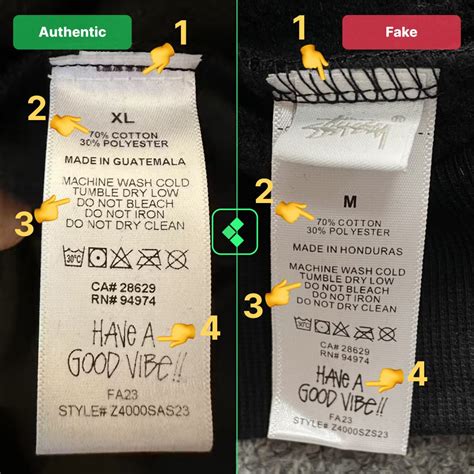 Authentic
1
2
XL
70% COTTON
30% POLYESTER
MADE IN GUATEMALA
3
MACHINE WASH COLD
TUMBLE DRY LOW
DO NOT BLEACH
DO NOT IRON
DO NOT DRY CLEAN
30°C
CA# 28629
RN# 94974
4
HAVE A
GOOD VIBE!!
FA23
STYLE# Z4000SAS23
Fake
1
2
M
70% COTTON
30% POLYESTER
MADE IN HONDURAS
3
MACHINE WASH COLD
TUMBLE DRY LOW
DO NOT BLEACH
DO NOT IRON
DO NOT DRY CLEAN
CA# 28629
RN# 94974
4
HAVE A
GOOD VIBE!!
FA23
STYLE# Z4000SZS23